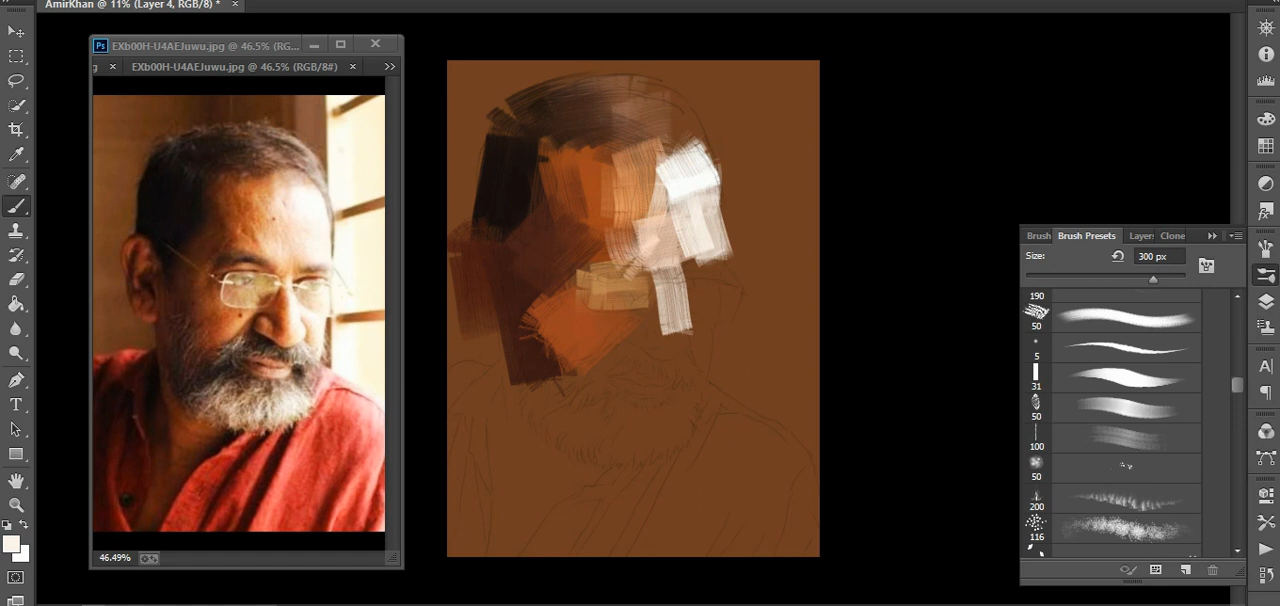 AmirKhan @ 11% (Layer 4, RGB/8) *
Ps EXb00H-U4AEJuwu.jpg @ 46.5% (RG...
g EXb00H-U4AEJuwu.jpg @ 46.5% (RGB/8#)
46.49%
Brush Brush Presets Layers Clone
Size: 300 px
190
50
5
31
50
100
50
200
116